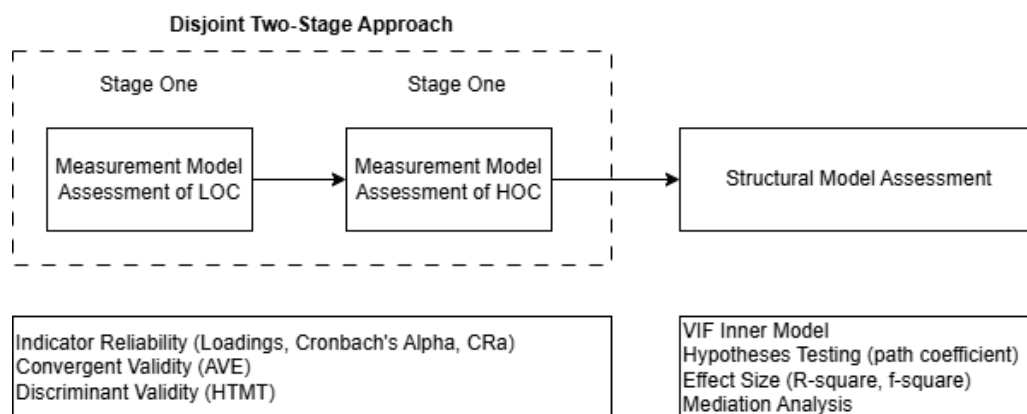 Disjoint Two-Stage Approach
Stage One
Stage One
Measurement Model
Assessment of LOC
Measurement Model
Assessment of HOC
Structural Model Assessment
Indicator Reliability (Loadings, Cronbach's Alpha, CRa)
Convergent Validity (AVE)
Discriminant Validity (HTMT)
VIF Inner Model
Hypotheses Testing (path coefficient)
Effect Size (R-square, f-square)
Mediation Analysis